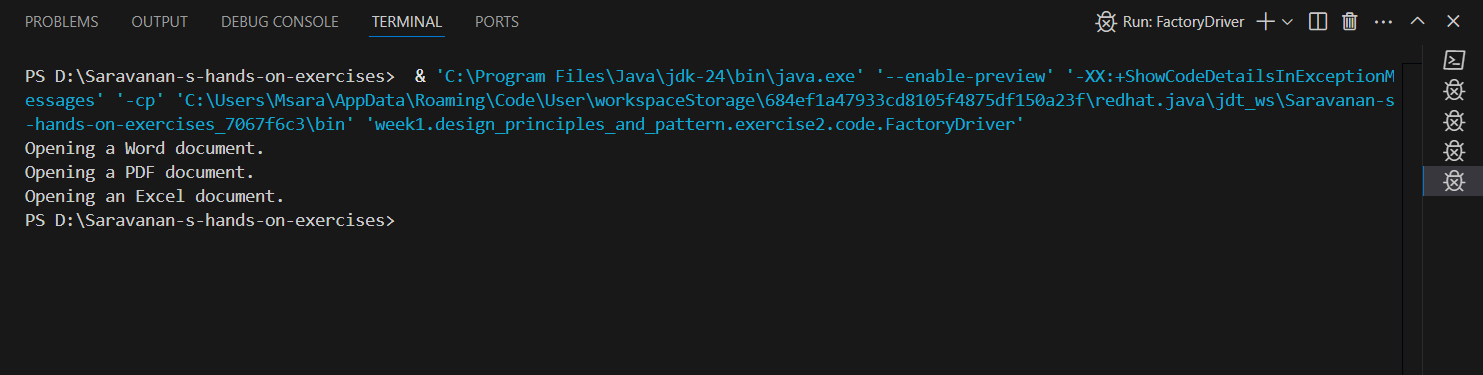 PROBLEMS OUTPUT DEBUG CONSOLE TERMINAL PORTS Run: FactoryDriver
PS D:\Saravanan-s-hands-on-exercises>  & 'C:\Program Files\Java\jdk-24\bin\java.exe' '--enable-preview' '-XX:+ShowCodeDetailsInExceptionM
essages' '-cp' 'C:\Users\Msara\AppData\Roaming\Code\User\workspaceStorage\684ef1a47933cd8105f4875df150a23f\redhat.java\jdt_ws\Saravanan-s
-hands-on-exercises_7067f6c3\bin' 'week1.design_principles_and_pattern.exercise2.code.FactoryDriver'
Opening a Word document.
Opening a PDF document.
Opening an Excel document.
PS D:\Saravanan-s-hands-on-exercises>